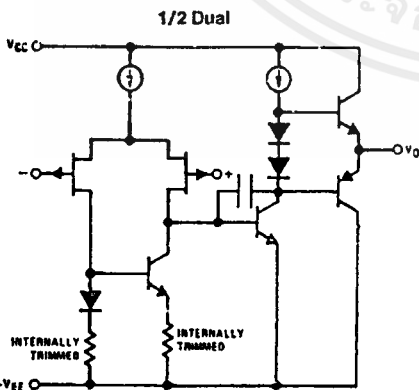 1/2 Dual
VCC
−
+
VO
INTERNALLY
TRIMMED
INTERNALLY
TRIMMED
-VEE